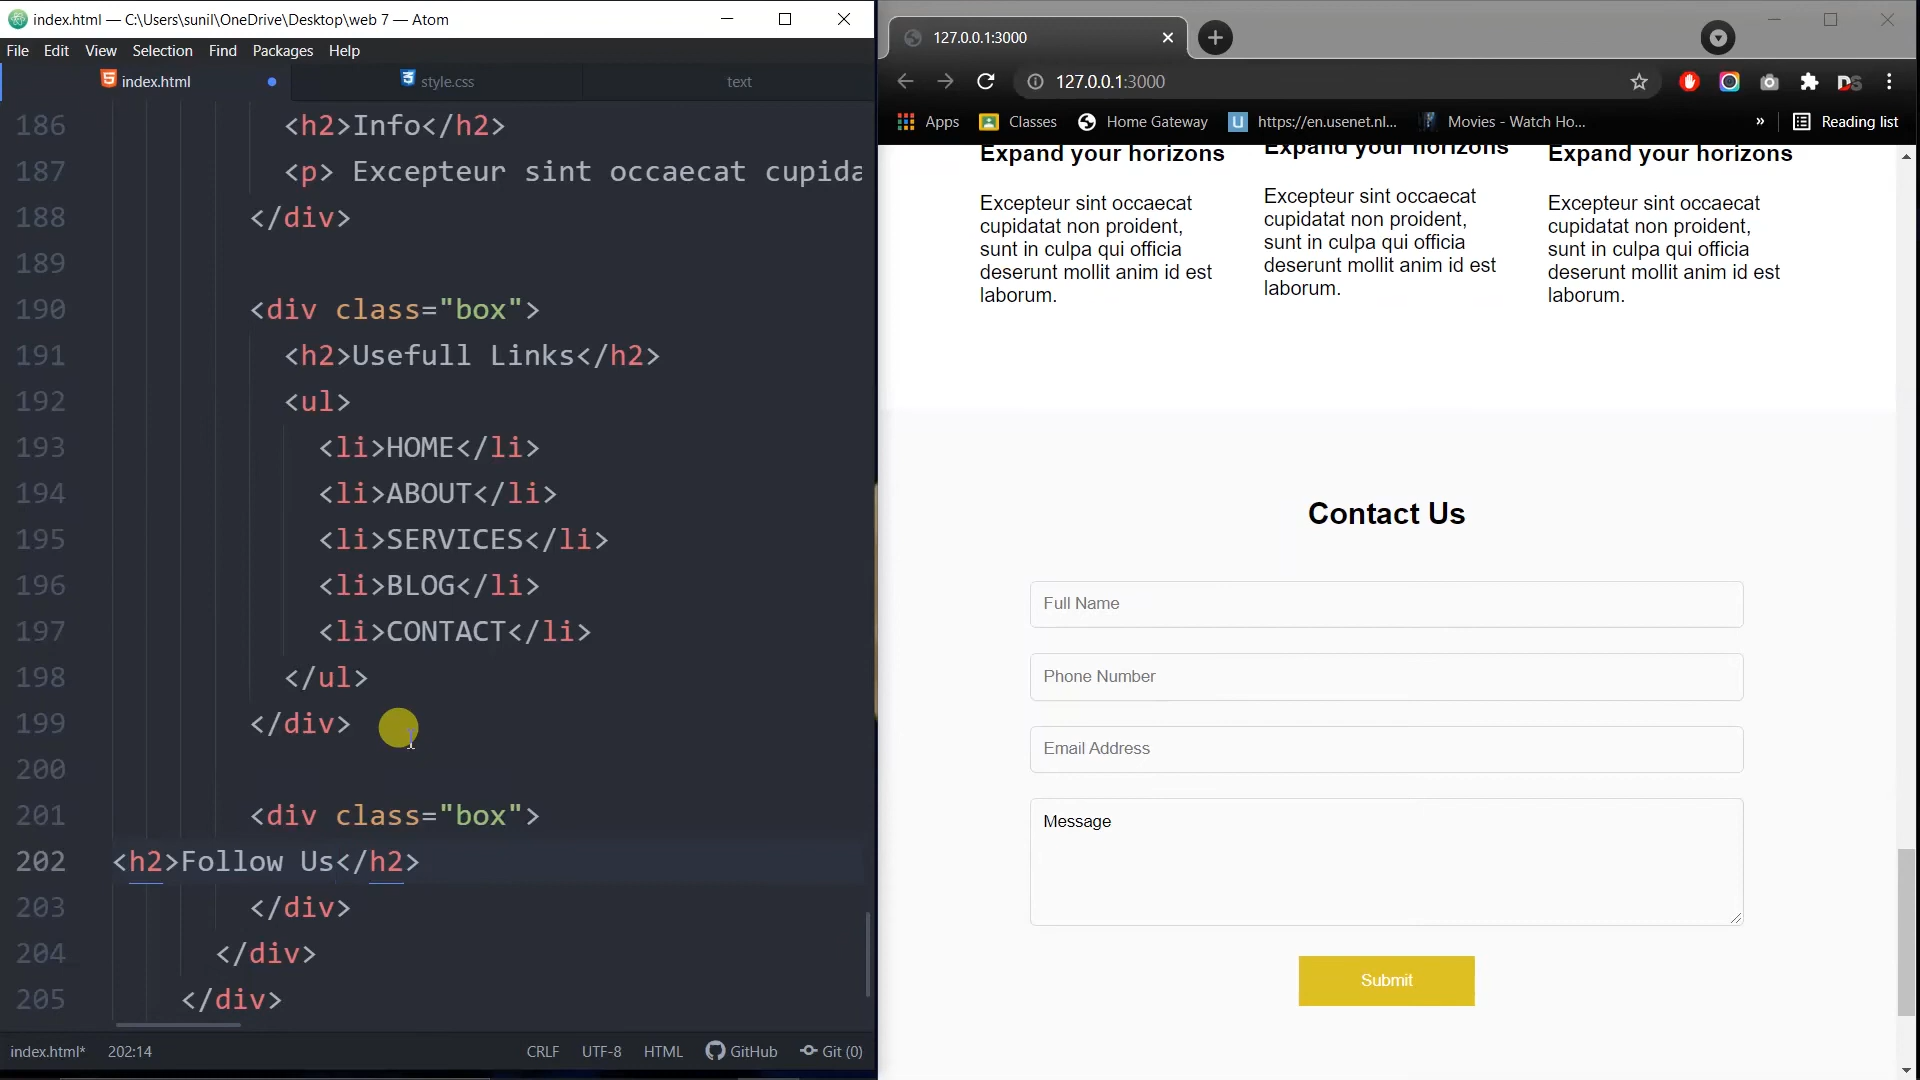 index.html — C:\Users\sunil\OneDrive\Desktop\web 7 — Atom
File Edit View Selection Find Packages Help
index.html style.css text
186 <h2>Info</h2>
187 <p> Excepteur sint occaecat cupida
188 </div>
189
190 <div class="box">
191 <h2>Usefull Links</h2>
192 <ul>
193 <li>HOME</li>
194 <li>ABOUT</li>
195 <li>SERVICES</li>
196 <li>BLOG</li>
197 <li>CONTACT</li>
198 </ul>
199 </div>
200
201 <div class="box">
202 <h2>Follow Us</h2>
203 </div>
204 </div>
205 </div>
index.html* 202:14 CRLF UTF-8 HTML GitHub Git (0)
127.0.0.1:3000
127.0.0.1:3000
Apps Classes Home Gateway U https://en.usenet.nl... Movies - Watch Ho... » Reading list
Expand your horizons
Excepteur sint occaecat
cupidatat non proident,
sunt in culpa qui officia
deserunt mollit anim id est
laborum.
Expand your horizons
Excepteur sint occaecat
cupidatat non proident,
sunt in culpa qui officia
deserunt mollit anim id est
laborum.
Expand your horizons
Excepteur sint occaecat
cupidatat non proident,
sunt in culpa qui officia
deserunt mollit anim id est
laborum.
Contact Us
Full Name
Phone Number
Email Address
Message
Submit